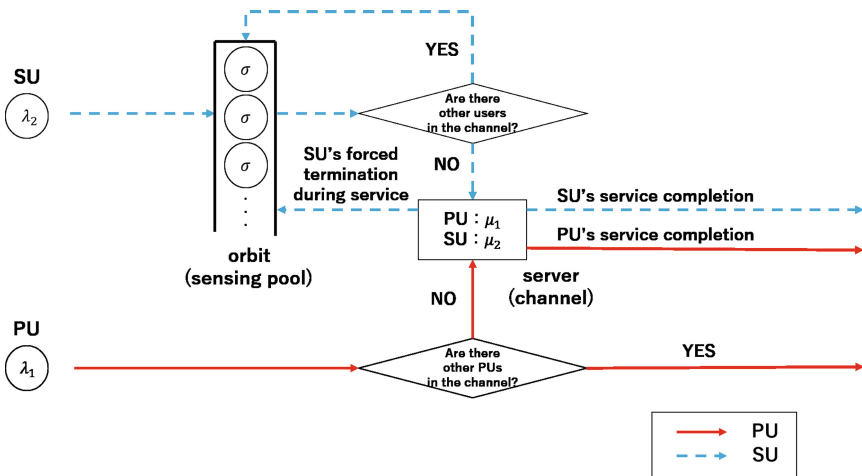 YES
SU
λ₂
σ
σ
σ
Are there
other users
in the channel?
NO
SU's forced
termination
during service
SU's service completion
PU : μ₁
SU : μ₂
PU's service completion
orbit
(sensing pool)
server
(channel)
NO
PU
λ₁
Are there
other PUs
in the channel?
YES
PU
SU